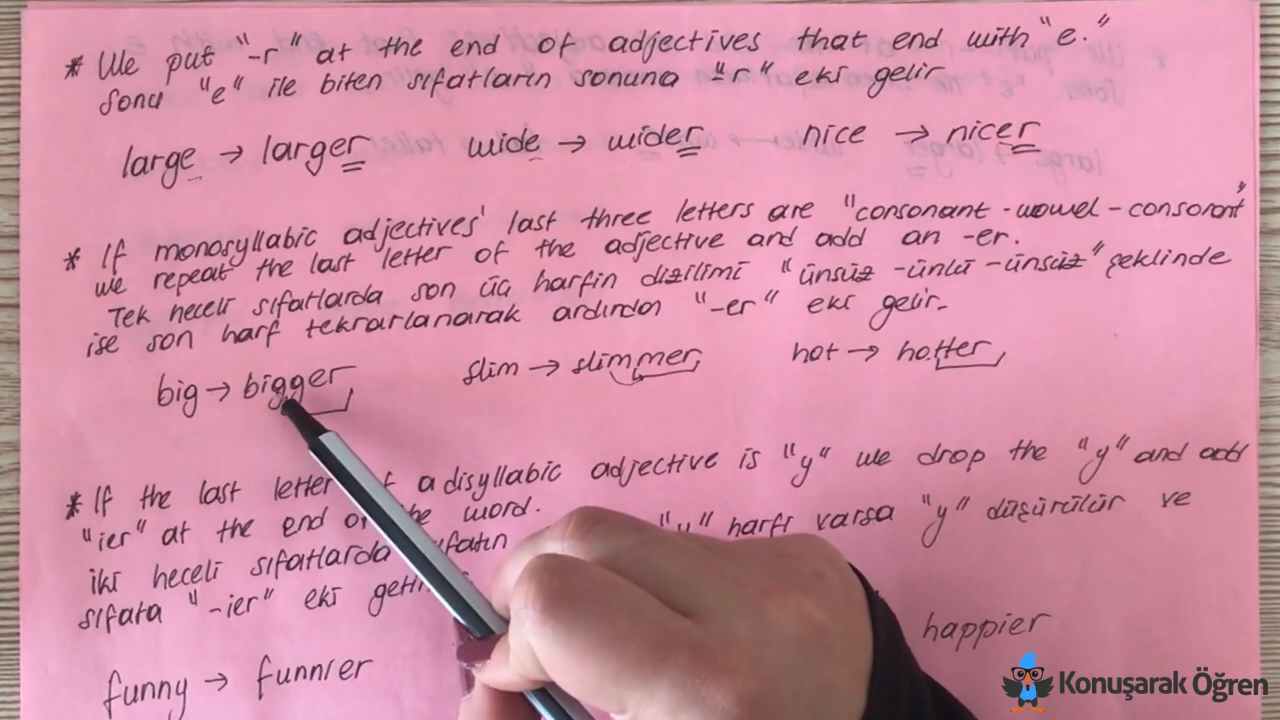 * We put "-r" at the end of adjectives that end with "e."
Sonu "e" ile biten sıfatların sonuna "-r" eki gelir
large → larger wide → wider nice → nicer
* If monosyllabic adjectives' last three letters are "consonant - wowel - consonant"
we repeat the last letter of the adjective and add an -er.
Tek heceli sıfatlarda son üç harfin dizilimi "ünsüz -ünlü -ünsüz" şeklinde
ise son harf tekrarlanarak ardından "-er" eki gelir.
big → bigger slim → slimmer hot → hotter
* If the last letter of a disyllabic adjective is "y" we drop the "y" and add
"ier" at the end of the word.
iki heceli sıfatlarda sıfatın "y" harfi varsa "y" düşürülür ve
sıfata "-ier" eki
funny → funnier happier
Konuşarak Öğren